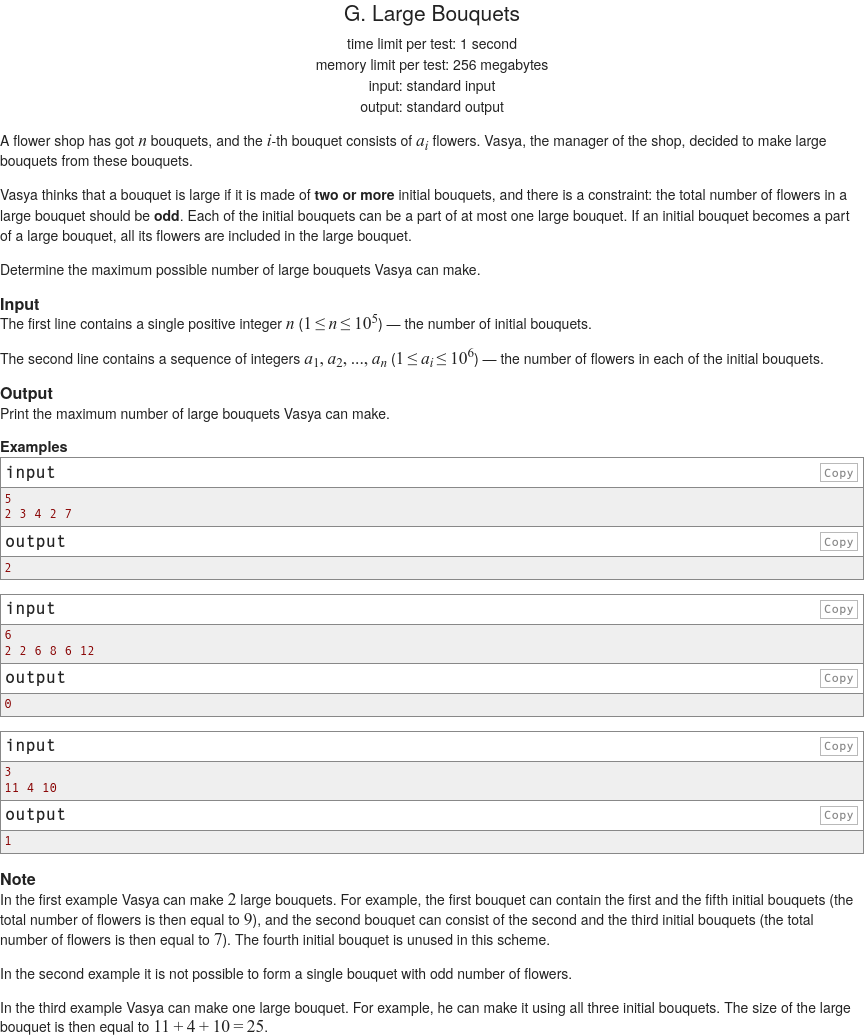 G. Large Bouquets
time limit per test: 1 second
memory limit per test: 256 megabytes
input: standard input
output: standard output
A flower shop has got n bouquets, and the i-th bouquet consists of aᵢ flowers. Vasya, the manager of the shop, decided to make large
bouquets from these bouquets.
Vasya thinks that a bouquet is large if it is made of two or more initial bouquets, and there is a constraint: the total number of flowers in a
large bouquet should be odd. Each of the initial bouquets can be a part of at most one large bouquet. If an initial bouquet becomes a part
of a large bouquet, all its flowers are included in the large bouquet.
Determine the maximum possible number of large bouquets Vasya can make.
Input
The first line contains a single positive integer n (1 ≤ n ≤ 10⁵) — the number of initial bouquets.
The second line contains a sequence of integers a₁, a₂, ..., aₙ (1 ≤ aᵢ ≤ 10⁶) — the number of flowers in each of the initial bouquets.
Output
Print the maximum number of large bouquets Vasya can make.
Examples
input Copy
5
2 3 4 2 7
output Copy
2
input Copy
6
2 2 6 8 6 12
output Copy
0
input Copy
3
11 4 10
output Copy
1
Note
In the first example Vasya can make 2 large bouquets. For example, the first bouquet can contain the first and the fifth initial bouquets (the
total number of flowers is then equal to 9), and the second bouquet can consist of the second and the third initial bouquets (the total
number of flowers is then equal to 7). The fourth initial bouquet is unused in this scheme.
In the second example it is not possible to form a single bouquet with odd number of flowers.
In the third example Vasya can make one large bouquet. For example, he can make it using all three initial bouquets. The size of the large
bouquet is then equal to 11 + 4 + 10 = 25.